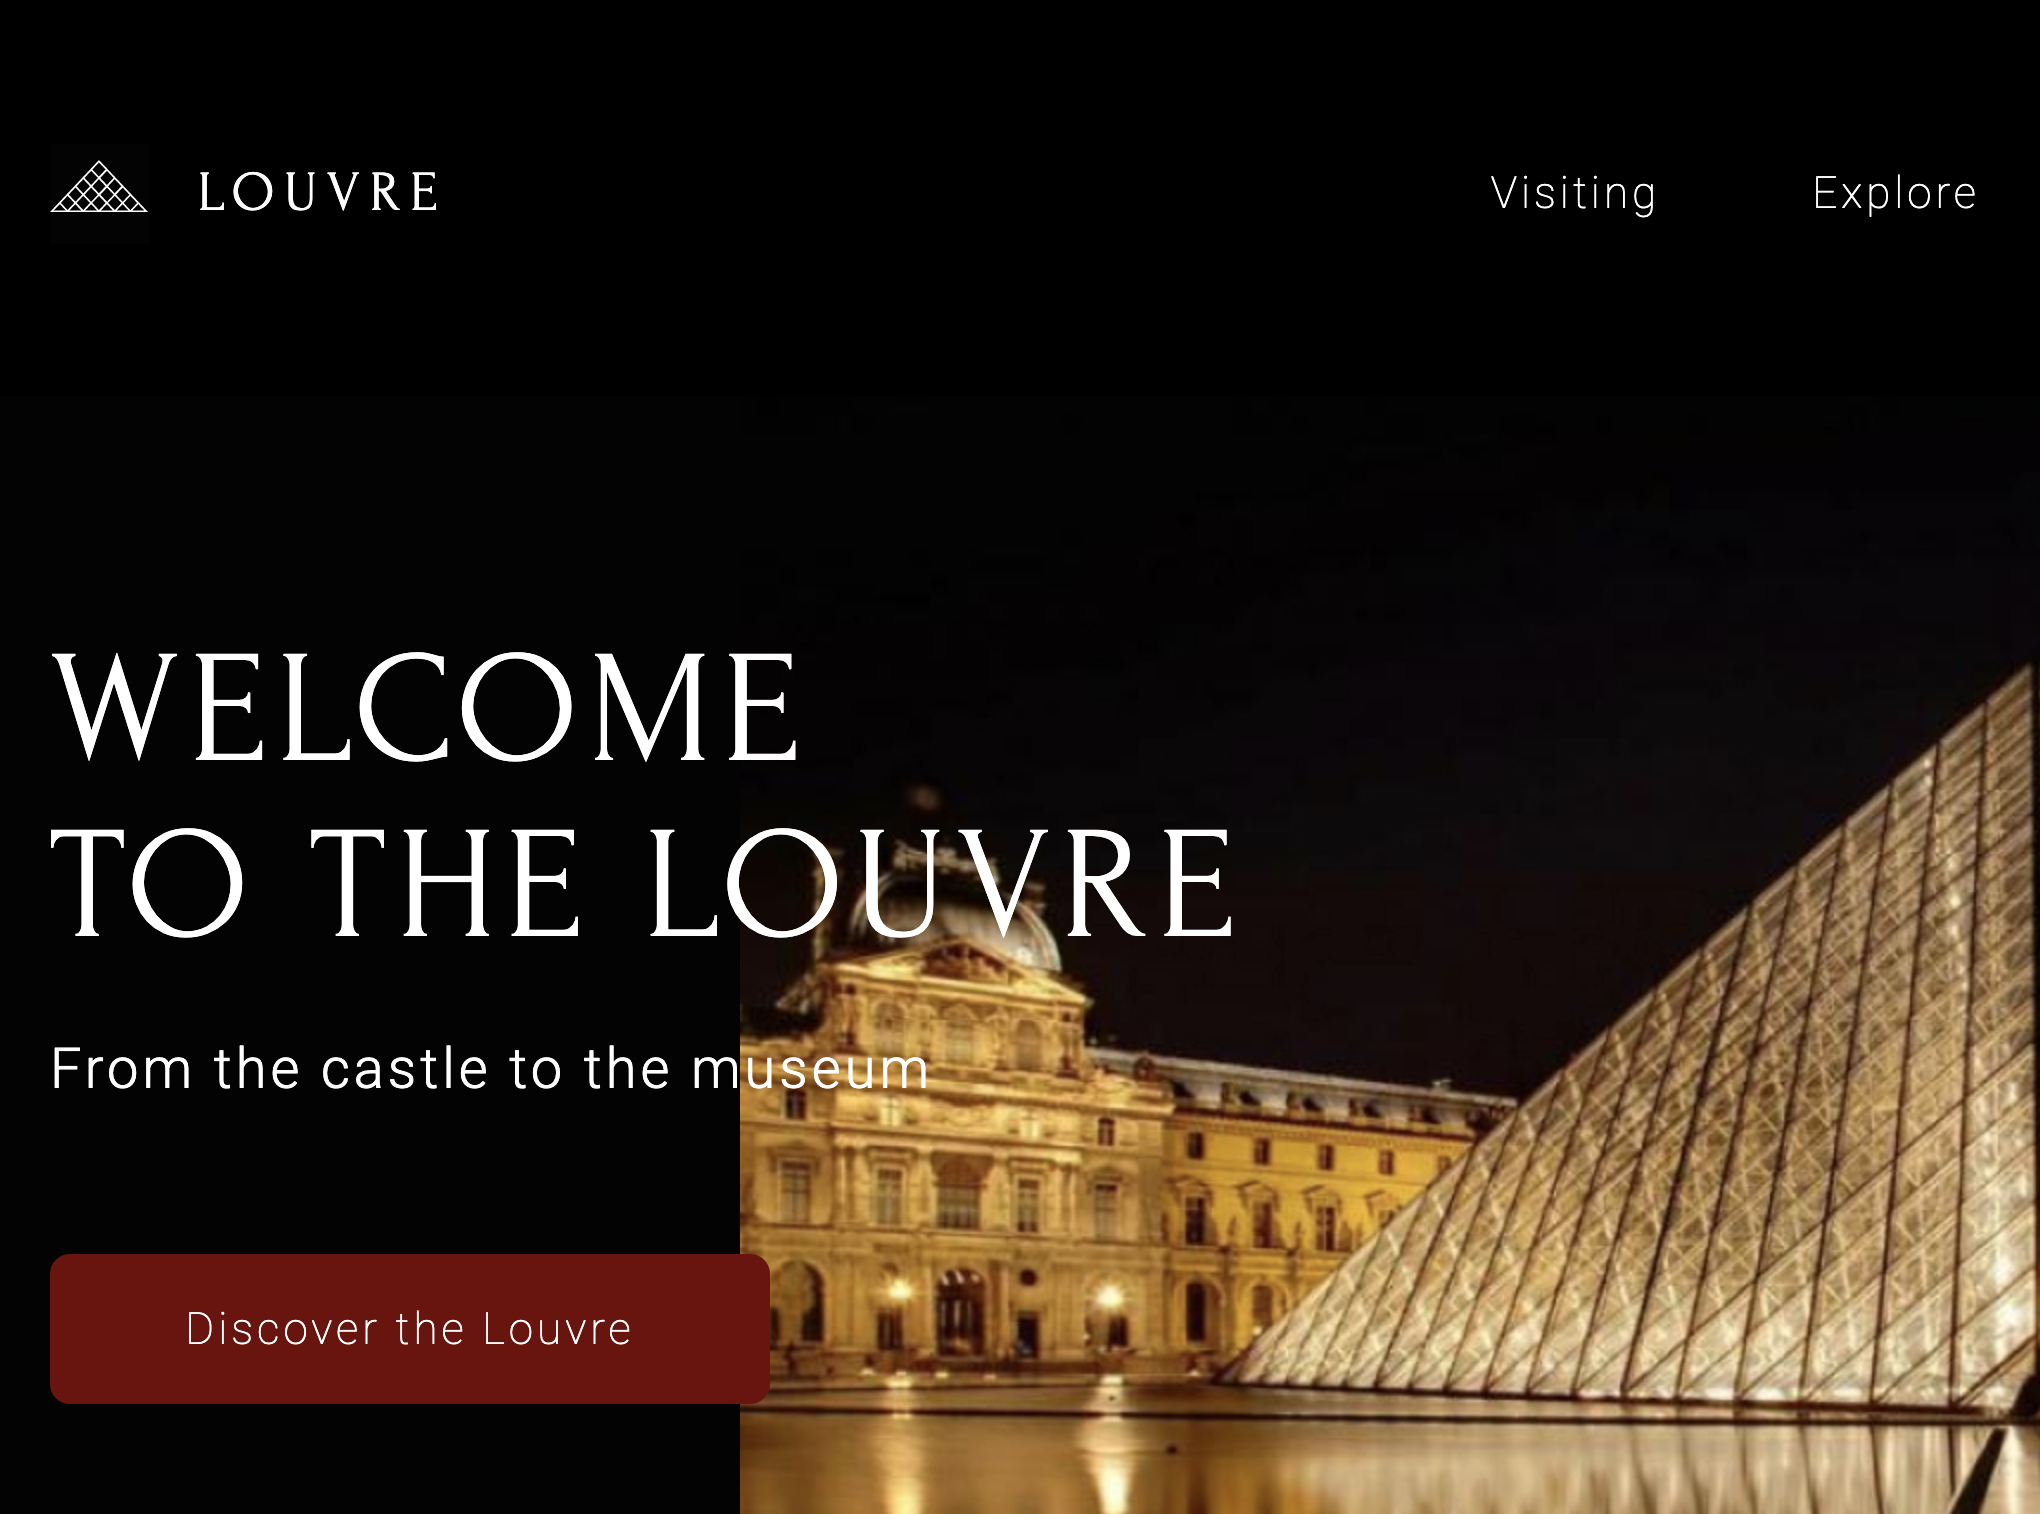 LOUVRE
Visiting
Explore
WELCOME
TO THE LOUVRE
From the castle to the museum
Discover the Louvre